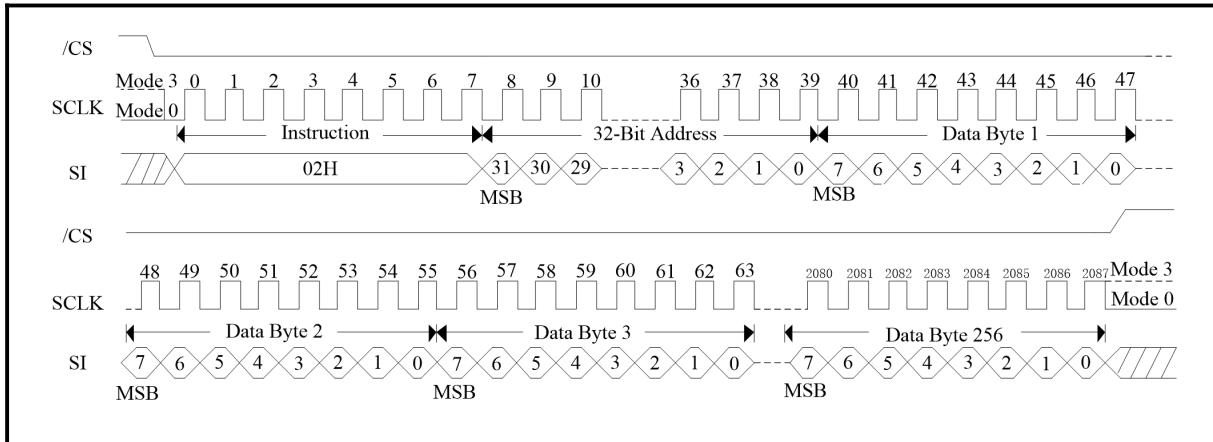 /CS
Mode 3 0 1 2 3 4 5 6 7 8 9 10 36 37 38 39 40 41 42 43 44 45 46 47
SCLK
Mode 0
Instruction 32-Bit Address Data Byte 1
SI 02H 31 30 29 3 2 1 0 7 6 5 4 3 2 1 0
MSB MSB
/CS
48 49 50 51 52 53 54 55 56 57 58 59 60 61 62 63 2080 2081 2082 2083 2084 2085 2086 2087 Mode 3
SCLK Mode 0
Data Byte 2 Data Byte 3 Data Byte 256
SI 7 6 5 4 3 2 1 0 7 6 5 4 3 2 1 0 7 6 5 4 3 2 1 0
MSB MSB MSB